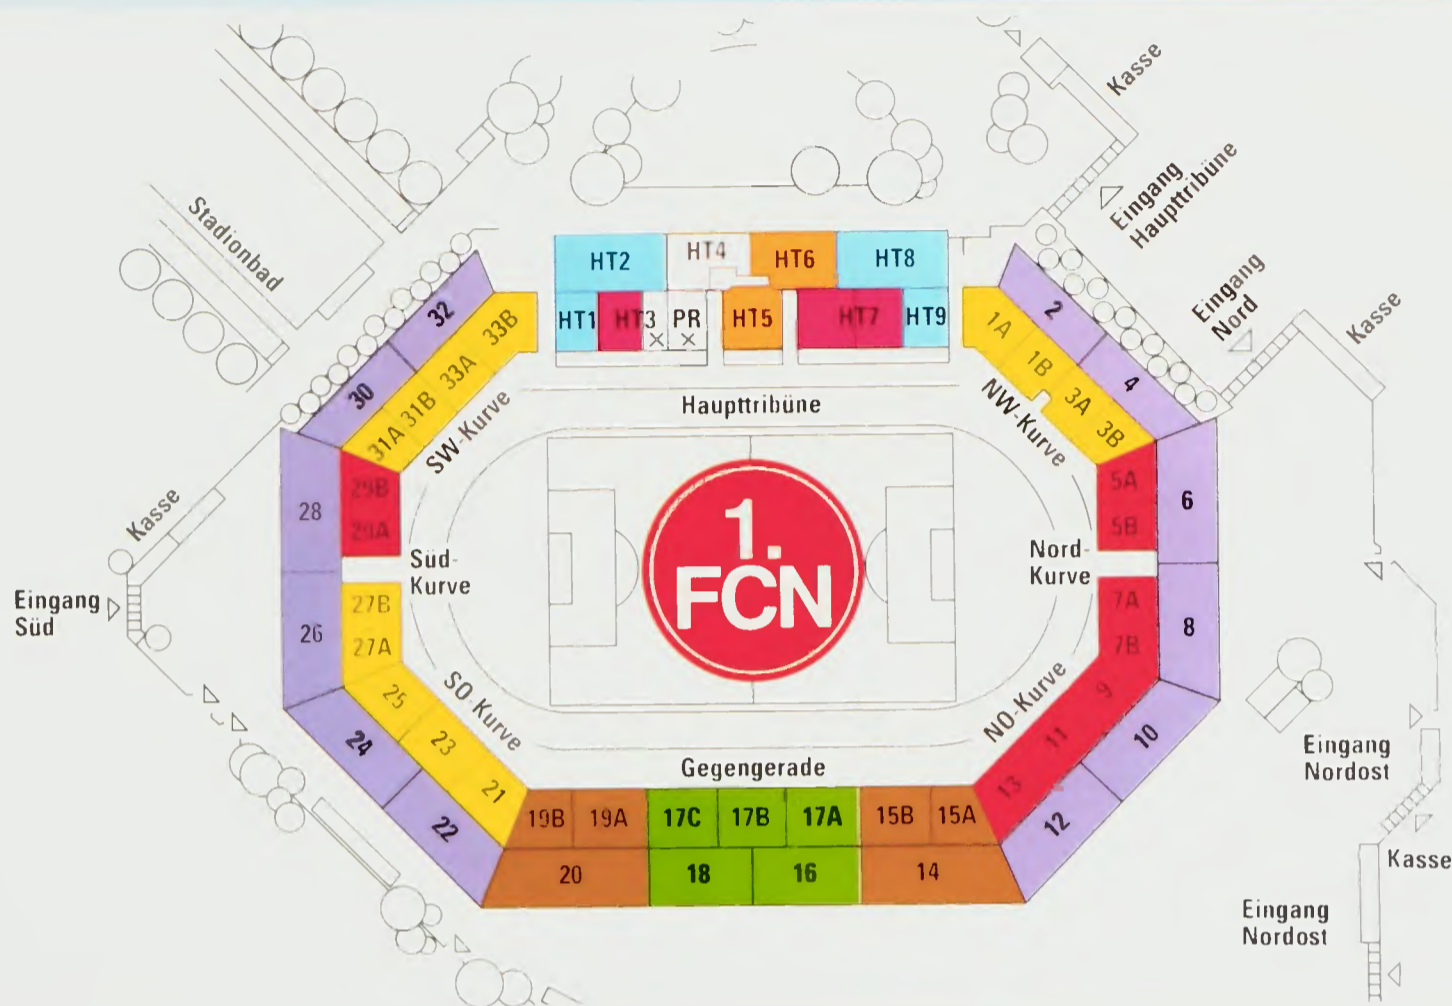 Kasse
Eingang
Haupttribüne
Stadionbad
Eingang
Nord
Kasse
HT2
HT4
HT6
HT8
HT1
HT3
PR
HT5
HT7
HT9
32
33B
33A
31B
31A
30
SW-Kurve
Haupttribüne
NW-Kurve
1A
1B
3A
3B
2
4
Kasse
28
29B
29A
Süd-
Kurve
1.
FCN
Nord-
Kurve
5A
5B
6
Eingang
Süd
26
27B
27A
7A
7B
8
SO-Kurve
NO-Kurve
25
23
21
24
22
9
11
13
10
12
Gegengerade
19B
19A
17C
17B
17A
15B
15A
20
18
16
14
Eingang
Nordost
Kasse
Eingang
Nordost